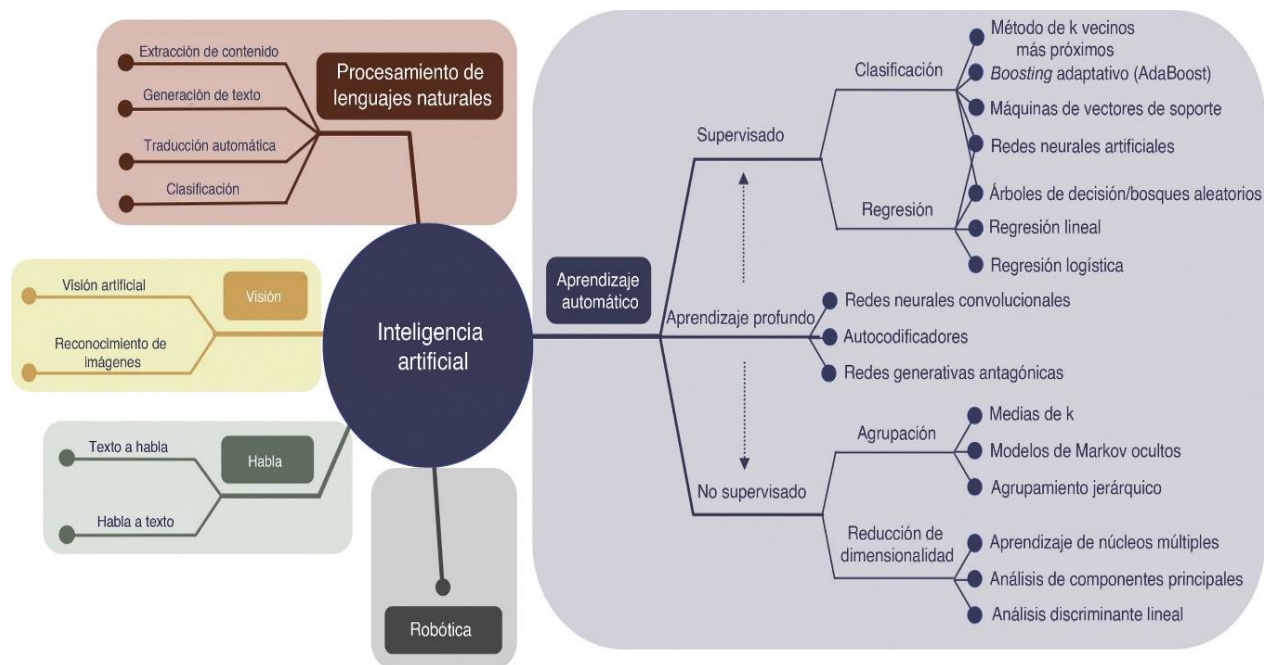 Extracción de contenido
Generación de texto
Traducción automática
Clasificación
Procesamiento de
lenguajes naturales
Visión artificial
Reconocimiento de
imágenes
Visión
Texto a habla
Habla a texto
Habla
Inteligencia
artificial
Robótica
Aprendizaje
automático
Supervisado
Clasificación
Método de k vecinos
más próximos
Boosting adaptativo (AdaBoost)
Máquinas de vectores de soporte
Redes neurales artificiales
Árboles de decisión/bosques aleatorios
Regresión
Regresión lineal
Regresión logística
Aprendizaje profundo
Redes neurales convolucionales
Autocodificadores
Redes generativas antagónicas
No supervisado
Agrupación
Medias de k
Modelos de Markov ocultos
Agrupamiento jerárquico
Reducción de
dimensionalidad
Aprendizaje de núcleos múltiples
Análisis de componentes principales
Análisis discriminante lineal